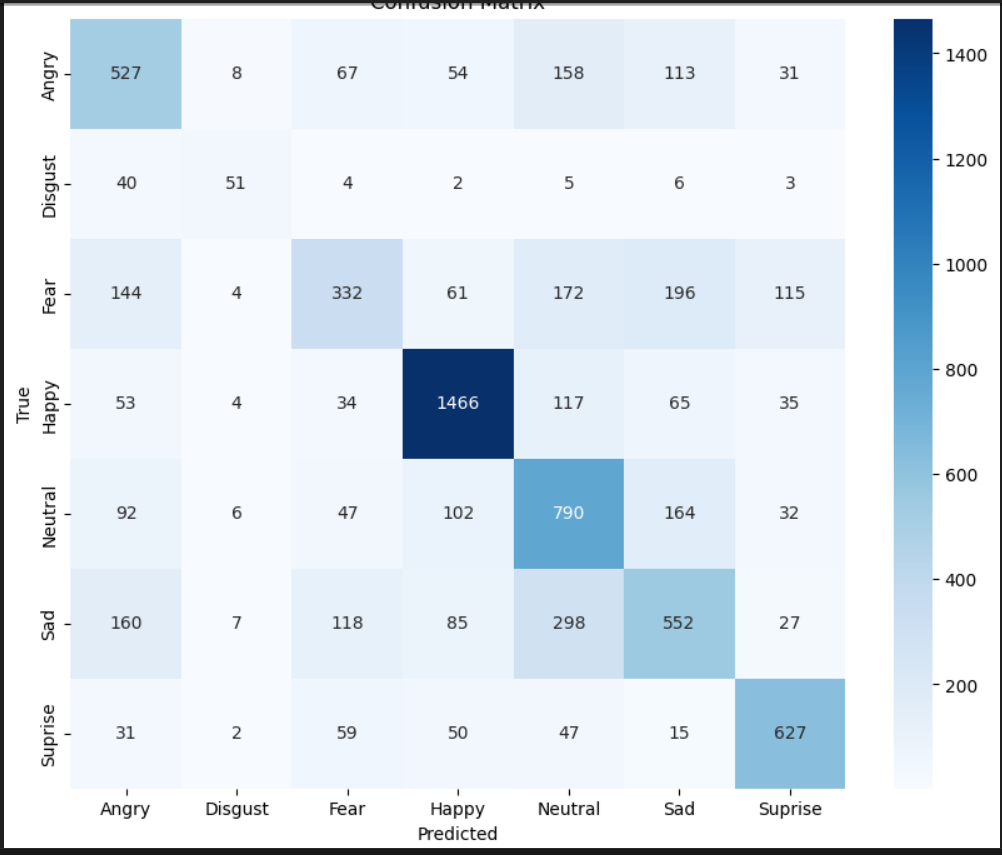 Confusion Matrix
Angry 527 8 67 54 158 113 31
Disgust 40 51 4 2 5 6 3
Fear 144 4 332 61 172 196 115
Happy 53 4 34 1466 117 65 35
Neutral 92 6 47 102 790 164 32
Sad 160 7 118 85 298 552 27
Suprise 31 2 59 50 47 15 627
Angry Disgust Fear Happy Neutral Sad Suprise
Predicted
True
1400
1200
1000
800
600
400
200